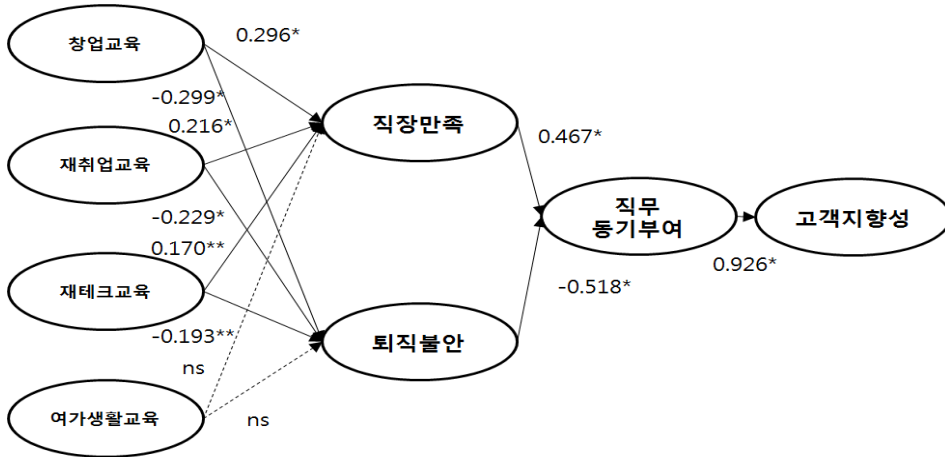 창업교육
0.296*
-0.299*
0.216*
직장만족
0.467*
재취업교육
직무
동기부여
고객지향성
-0.229*
0.170**
0.926*
재테크교육
-0.518*
-0.193**
퇴직불안
ns
여가생활교육
ns